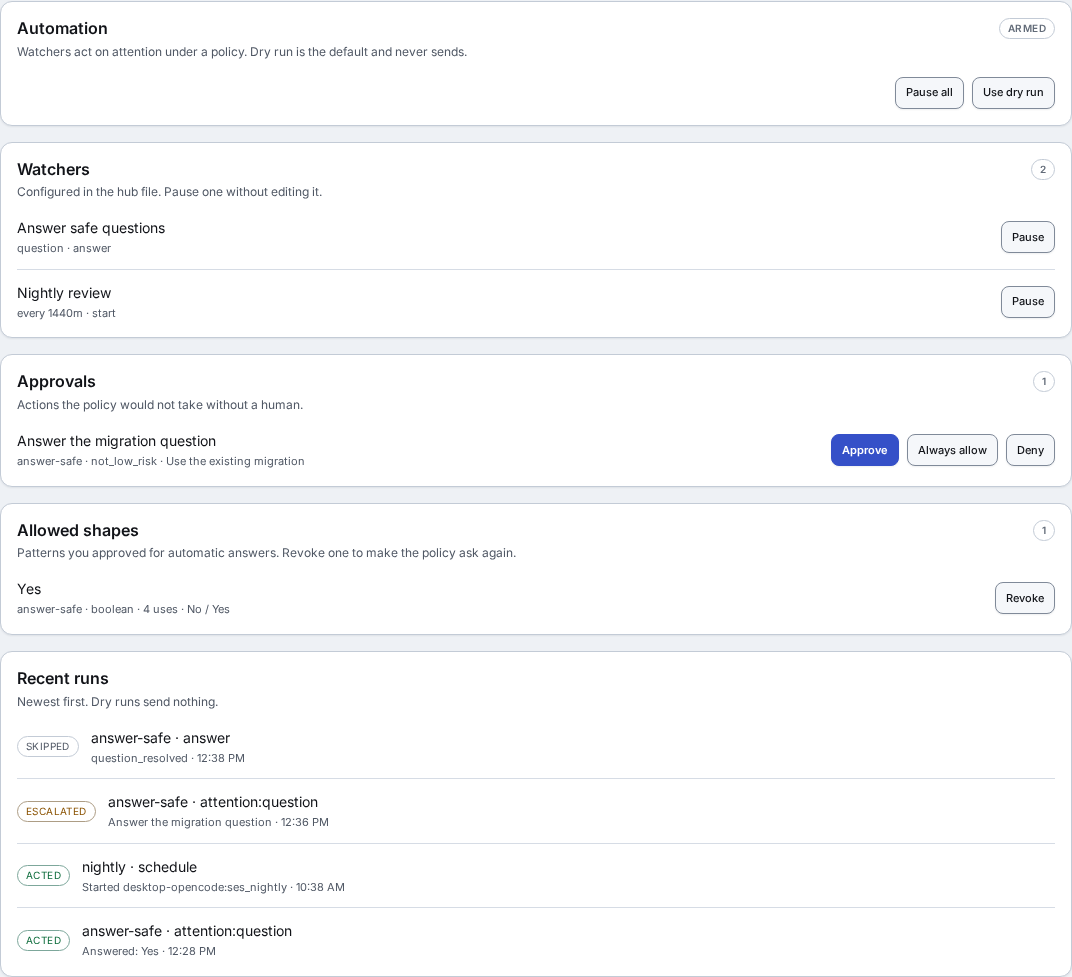 Automation
ARMED
Watchers act on attention under a policy. Dry run is the default and never sends.
Pause all
Use dry run
Watchers
2
Configured in the hub file. Pause one without editing it.
Answer safe questions
question · answer
Pause
Nightly review
every 1440m · start
Pause
Approvals
1
Actions the policy would not take without a human.
Answer the migration question
answer-safe · not_low_risk · Use the existing migration
Approve
Always allow
Deny
Allowed shapes
1
Patterns you approved for automatic answers. Revoke one to make the policy ask again.
Yes
answer-safe · boolean · 4 uses · No / Yes
Revoke
Recent runs
Newest first. Dry runs send nothing.
SKIPPED
answer-safe · answer
question_resolved · 12:38 PM
ESCALATED
answer-safe · attention:question
Answer the migration question · 12:36 PM
ACTED
nightly · schedule
Started desktop-opencode:ses_nightly · 10:38 AM
ACTED
answer-safe · attention:question
Answered: Yes · 12:28 PM